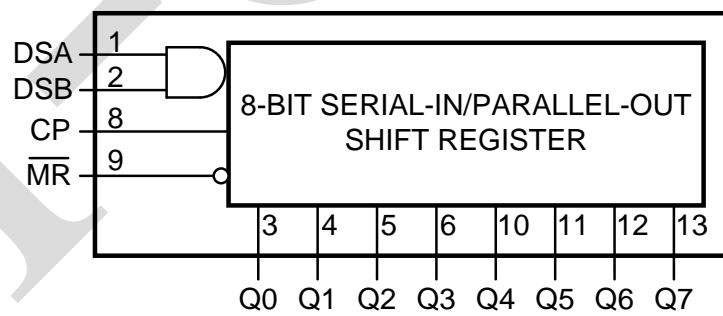 DSA 1
DSB 2
8-BIT SERIAL-IN/PARALLEL-OUT
SHIFT REGISTER
CP 8
MR 9
3 4 5 6 10 11 12 13
Q0 Q1 Q2 Q3 Q4 Q5 Q6 Q7